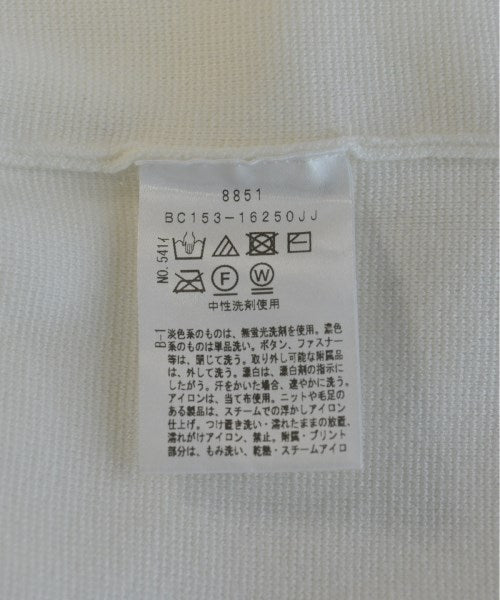 8851
BC153-16250JJ
NO.541イ
F W
中性洗剤使用
B-1
淡色系のものは、無蛍光洗剤を使用。濃色
系のものは単品洗い。ボタン、ファスナー
等は、閉じて洗う。取り外し可能な附属品
は、外して洗う。漂白は、漂白剤の指示に
したがう。汗をかいた場合、速やかに洗う。
アイロンは、当て布使用。ニットや毛足の
ある製品は、スチームでの浮かしアイロン
仕上げ。つけ置き洗い・濡れたままの放置、
濡れがけアイロン、禁止。附属・プリント
部分は、もみ洗い、乾熱・スチームアイロ